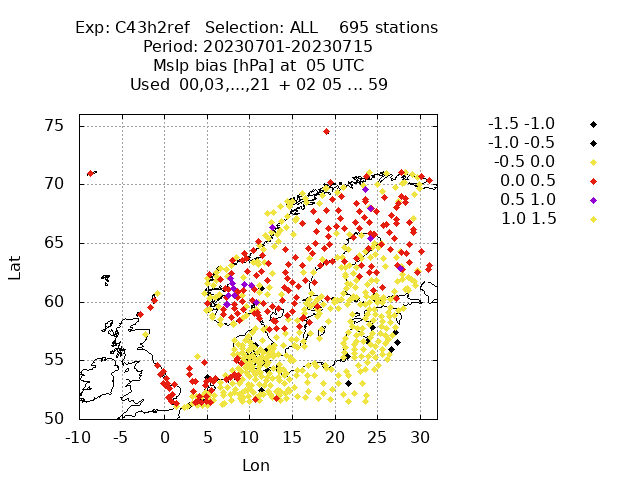 Exp: C43h2ref   Selection: ALL    695 stations
Period: 20230701-20230715
Mslp bias [hPa] at  05 UTC
Used  00,03,...,21  + 02 05 ... 59
-1.5 -1.0
-1.0 -0.5
-0.5 0.0
0.0 0.5
0.5 1.0
1.0 1.5
75
70
65
60
55
50
Lat
-10 -5 0 5 10 15 20 25 30
Lon